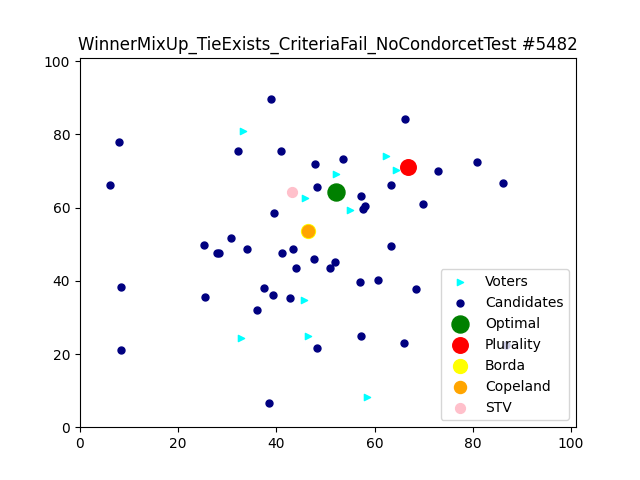 WinnerMixUp_TieExists_CriteriaFail_NoCondorcetTest #5482
100
80
60
40
20
0
0
20
40
60
80
100
Voters
Candidates
Optimal
Plurality
Borda
Copeland
STV